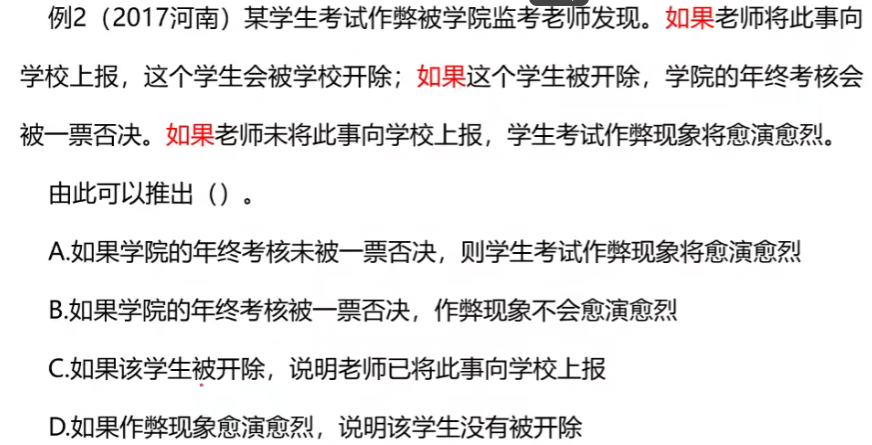 例2（2017河南）某学生考试作弊被学院监考老师发现。如果老师将此事向
学校上报，这个学生会被学校开除；如果这个学生被开除，学院的年终考核会
被一票否决。如果老师未将此事向学校上报，学生考试作弊现象将愈演愈烈。
由此可以推出（）。
A.如果学院的年终考核未被一票否决，则学生考试作弊现象将愈演愈烈
B.如果学院的年终考核被一票否决，作弊现象不会愈演愈烈
C.如果该学生被开除，说明老师已将此事向学校上报
D.如果作弊现象愈演愈烈，说明该学生没有被开除